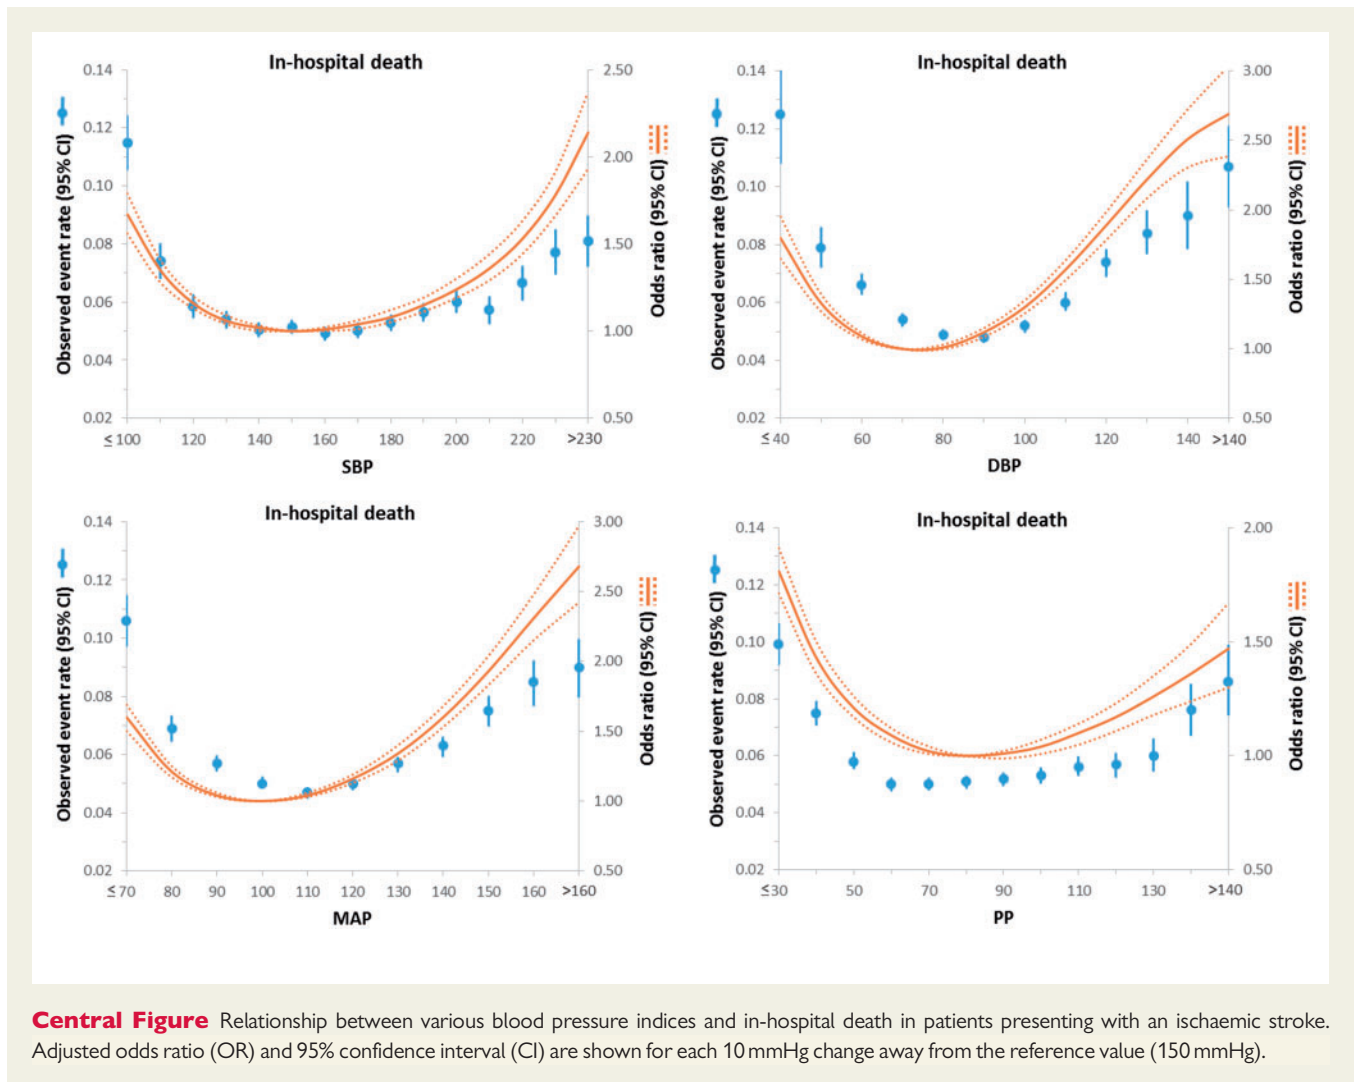 In-hospital death
0.14
0.12
0.10
0.08
0.06
0.04
0.02
Observed event rate (95% CI)
2.50
2.00
1.50
1.00
0.50
Odds ratio (95% CI)
≤100 120 140 160 180 200 220 >230
SBP
In-hospital death
0.14
0.12
0.10
0.08
0.06
0.04
0.02
Observed event rate (95% CI)
3.00
2.50
2.00
1.50
1.00
0.50
Odds ratio (95% CI)
≤40 60 80 100 120 140 >140
DBP
In-hospital death
0.14
0.12
0.10
0.08
0.06
0.04
0.02
Observed event rate (95% CI)
3.00
2.50
2.00
1.50
1.00
0.50
Odds ratio (95% CI)
≤70 80 90 100 110 120 130 140 150 160 >160
MAP
In-hospital death
0.14
0.12
0.10
0.08
0.06
0.04
0.02
Observed event rate (95% CI)
2.00
1.50
1.00
0.50
Odds ratio (95% CI)
≤30 50 70 90 110 130 >140
PP
Central Figure Relationship between various blood pressure indices and in-hospital death in patients presenting with an ischaemic stroke.
Adjusted odds ratio (OR) and 95% confidence interval (CI) are shown for each 10 mmHg change away from the reference value (150 mmHg).